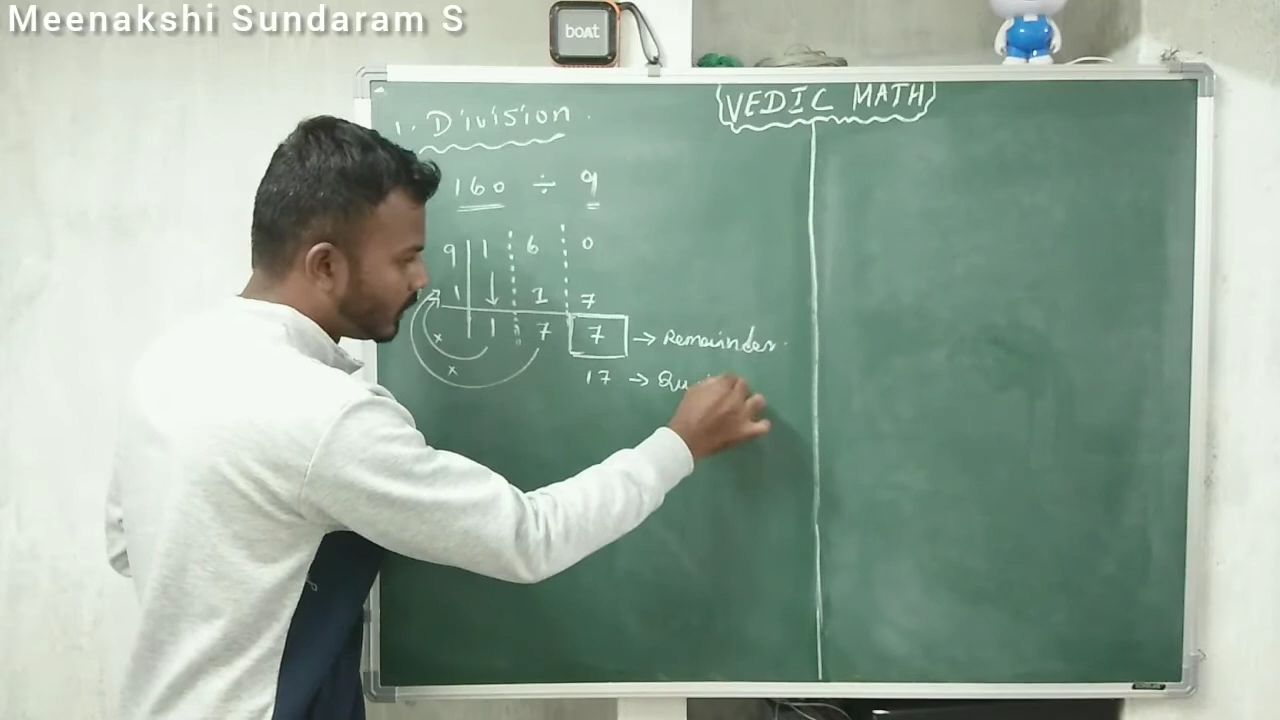 Meenakshi Sundaram S
boAt
VEDIC MATH
1. Division.
160 ÷ 9
9 1 6 0
1 ↓ 1 7
x 1 7 7 → Remainder.
x
17 → Qu